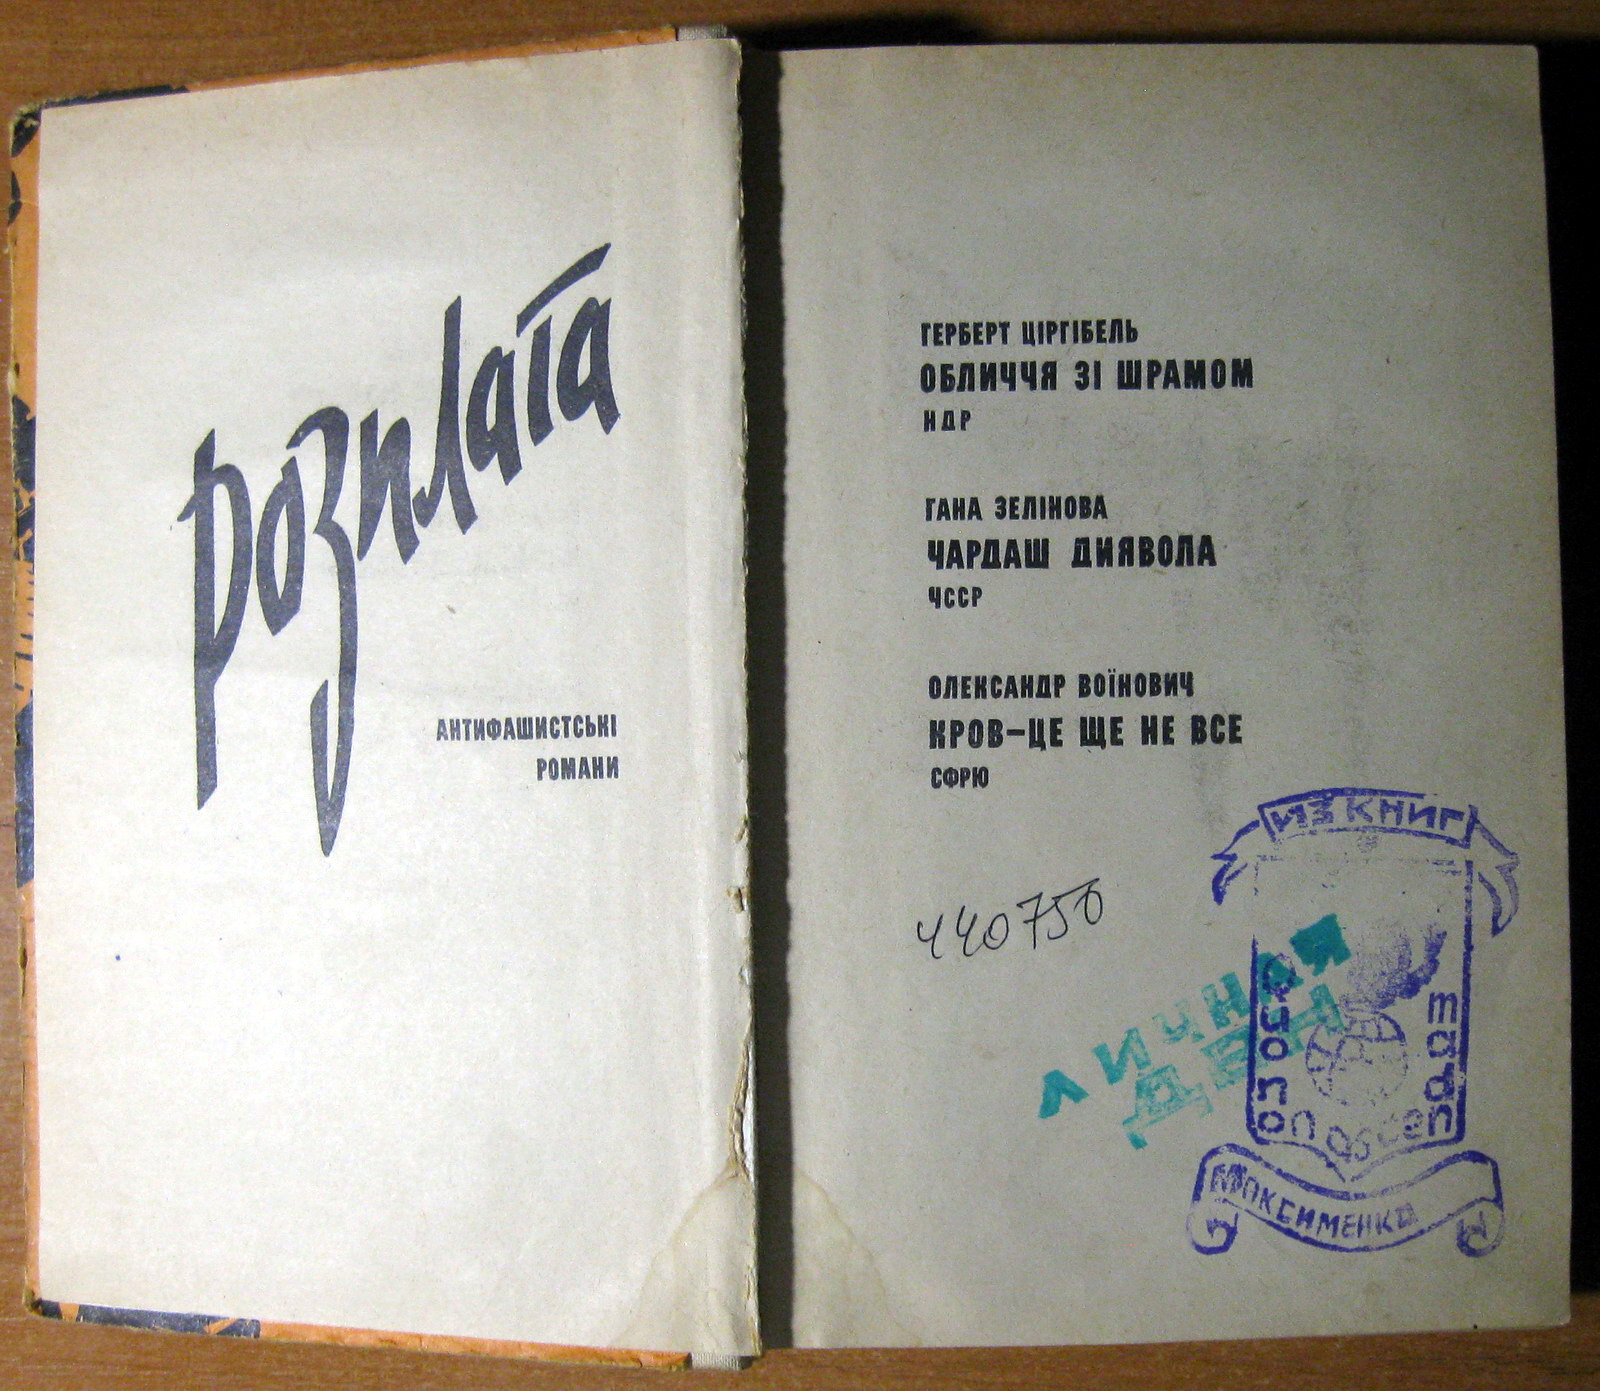 Розплата
АНТИФАШИСТСЬКІ
РОМАНИ
ГЕРБЕРТ ЦІРГІБЕЛЬ
ОБЛИЧЧЯ ЗІ ШРАМОМ
НДР
ГАНА ЗЕЛІНОВА
ЧАРДАШ ДИЯВОЛА
ЧССР
ОЛЕКСАНДР ВОЇНОВИЧ
КРОВ–ЦЕ ЩЕ НЕ ВСЕ
СФРЮ
440750
ИЗ КНИГ
ЛИЧНАЯ
МАКСИМЕНКО